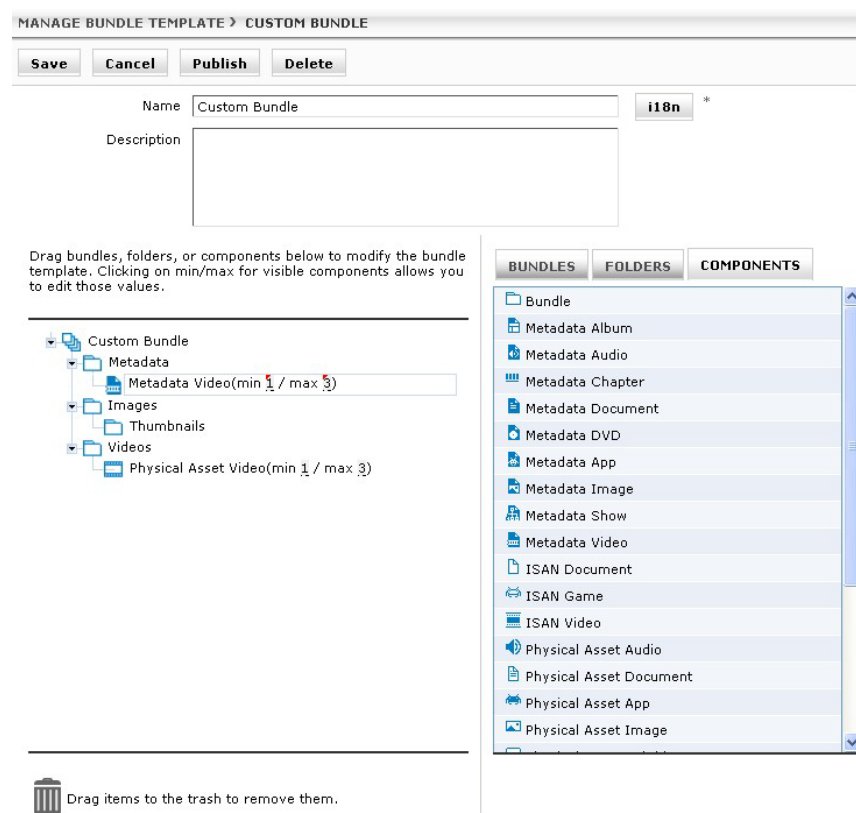 MANAGE BUNDLE TEMPLATE > CUSTOM BUNDLE
Save Cancel Publish Delete
Name Custom Bundle i18n *
Description
Drag bundles, folders, or components below to modify the bundle
template. Clicking on min/max for visible components allows you
to edit those values.
Custom Bundle
Metadata
Metadata Video(min 1 / max 3)
Images
Thumbnails
Videos
Physical Asset Video(min 1 / max 3)
Drag items to the trash to remove them.
BUNDLES FOLDERS COMPONENTS
Bundle
Metadata Album
Metadata Audio
Metadata Chapter
Metadata Document
Metadata DVD
Metadata App
Metadata Image
Metadata Show
Metadata Video
ISAN Document
ISAN Game
ISAN Video
Physical Asset Audio
Physical Asset Document
Physical Asset App
Physical Asset Image